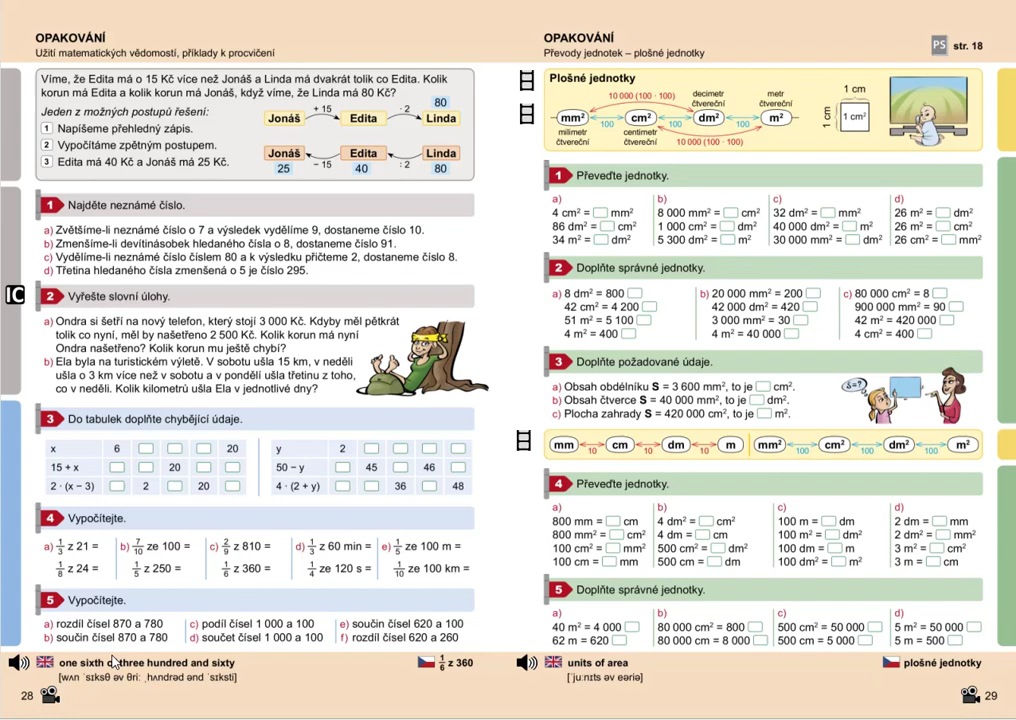 OPAKOVÁNÍ
Užití matematických vědomostí, příklady k procvičení
Víme, že Edita má o 15 Kč více než Jonáš a Linda má dvakrát tolik co Edita. Kolik
korun má Edita a kolik korun má Jonáš, když víme, že Linda má 80 Kč?
Jeden z možných postupů řešení:
1 Napíšeme přehledný zápis.
2 Vypočítáme zpětným postupem.
3 Edita má 40 Kč a Jonáš má 25 Kč.
80
+ 15 · 2
Jonáš Edita Linda
Jonáš Edita Linda
− 15 : 2
25 40 80
1 Najděte neznámé číslo.
a) Zvětšíme-li neznámé číslo o 7 a výsledek vydělíme 9, dostaneme číslo 10.
b) Zmenšíme-li devítinásobek hledaného čísla o 8, dostaneme číslo 91.
c) Vydělíme-li neznámé číslo číslem 80 a k výsledku přičteme 2, dostaneme číslo 8.
d) Třetina hledaného čísla zmenšená o 5 je číslo 295.
IC
2 Vyřešte slovní úlohy.
a) Ondra si šetří na nový telefon, který stojí 3 000 Kč. Kdyby měl pětkrát
tolik co nyní, měl by našetřeno 2 500 Kč. Kolik korun má nyní
Ondra našetřeno? Kolik korun mu ještě chybí?
b) Ela byla na turistickém výletě. V sobotu ušla 15 km, v neděli
ušla o 3 km více než v sobotu a v pondělí ušla třetinu z toho,
co v neděli. Kolik kilometrů ušla Ela v jednotlivé dny?
3 Do tabulek doplňte chybějící údaje.
x 6 20
15 + x 20
2 · (x − 3) 2 20
y 2
50 − y 45 46
4 · (2 + y) 36 48
4 Vypočítejte.
a) 1/3 z 21 = b) 7/10 ze 100 = c) 2/9 z 810 = d) 1/3 z 60 min = e) 1/5 ze 100 m =
1/8 z 24 = 1/5 z 250 = 1/6 z 360 = 1/4 ze 120 s = 1/10 ze 100 km =
5 Vypočítejte.
a) rozdíl čísel 870 a 780 c) podíl čísel 1 000 a 100 e) součin čísel 620 a 100
b) součin čísel 870 a 780 d) součet čísel 1 000 a 100 f) rozdíl čísel 620 a 260
one sixth of three hundred and sixty
1/6 z 360
[wʌn ˈsɪksθ əv θriː ˌhʌndrəd ənd ˈsɪksti]
28
OPAKOVÁNÍ
Převody jednotek – plošné jednotky
PS str. 18
Plošné jednotky
10 000 (100 · 100)
decimetr čtvereční
metr čtvereční
mm² cm² dm² m²
100 100 100
milimetr čtvereční
centimetr čtvereční
10 000 (100 · 100)
1 cm
1 cm
1 cm²
1 Převeďte jednotky.
a) b) c) d)
4 cm² = mm² 8 000 mm² = cm² 32 dm² = mm² 26 m² = dm²
86 dm² = cm² 1 000 cm² = dm² 40 000 dm² = m² 26 m² = cm²
34 m² = dm² 5 300 dm² = m² 30 000 mm² = dm² 26 cm² = mm²
2 Doplňte správné jednotky.
a) 8 dm² = 800 b) 20 000 mm² = 200 c) 80 000 cm² = 8
42 cm² = 4 200 42 000 dm² = 420 900 000 mm² = 90
51 m² = 5 100 3 000 mm² = 30 42 m² = 420 000
4 m² = 400 4 m² = 40 000 4 cm² = 400
3 Doplňte požadované údaje.
a) Obsah obdélníku S = 3 600 mm², to je cm².
b) Obsah čtverce S = 40 000 mm², to je dm².
c) Plocha zahrady S = 420 000 cm², to je m².
S=?
mm cm dm m mm² cm² dm² m²
10 10 10 100 100 100
4 Převeďte jednotky.
a) b) c) d)
800 mm = cm 4 dm² = cm² 100 m = dm 2 dm = mm
800 mm² = cm² 4 dm = cm 100 m² = dm² 2 dm² = mm²
100 cm² = mm² 500 cm² = dm² 100 dm = m 3 m² = cm²
100 cm = mm 500 cm = dm 100 dm² = m² 3 m = cm
5 Doplňte správné jednotky.
a) b) c) d)
40 m² = 4 000 80 000 cm² = 800 500 cm² = 50 000 5 m² = 50 000
62 m = 620 80 000 cm = 8 000 500 cm = 5 000 5 m = 500
units of area
plošné jednotky
[ˈjuːnɪts əv eəriə]
29